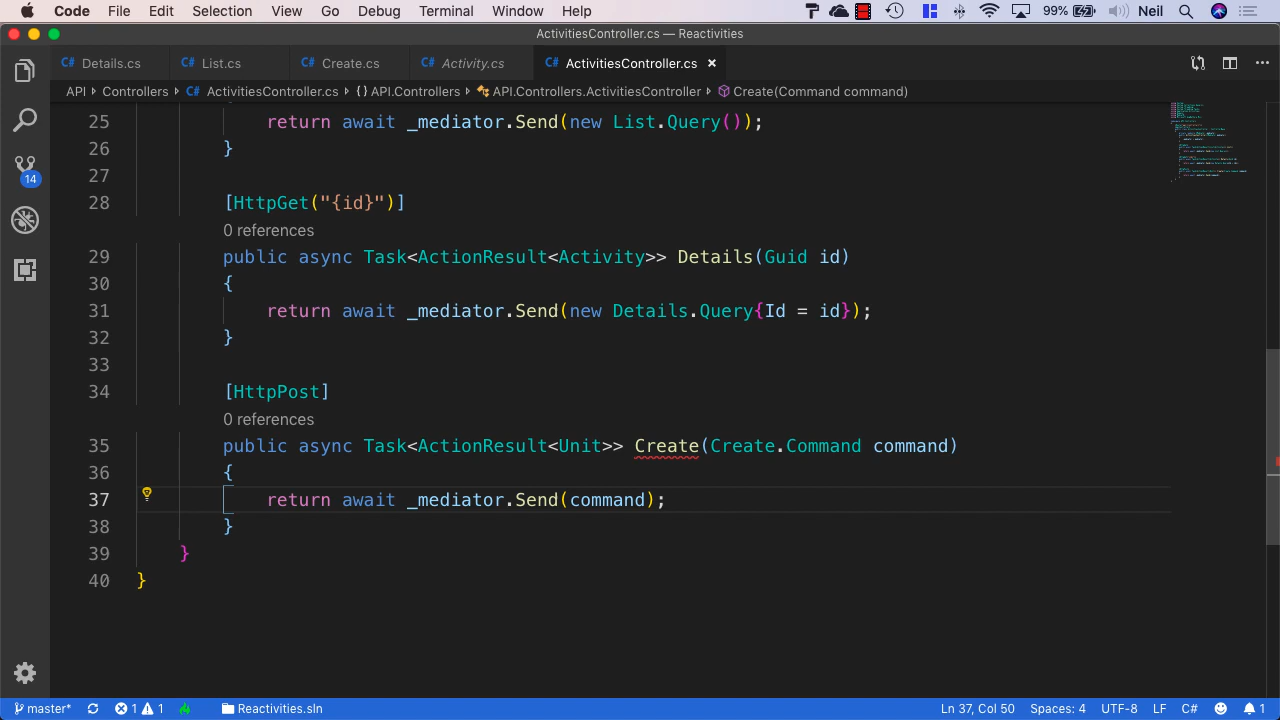 Code File Edit Selection View Go Debug Terminal Window Help 99% Neil
ActivitiesController.cs — Reactivities
C# Details.cs C# List.cs C# Create.cs C# Activity.cs C# ActivitiesController.cs
API Controllers C# ActivitiesController.cs {} API.Controllers API.Controllers.ActivitiesController Create(Command command)
25 return await _mediator.Send(new List.Query());
26 }
27
28 [HttpGet("{id}")]
0 references
29 public async Task<ActionResult<Activity>> Details(Guid id)
30 {
31 return await _mediator.Send(new Details.Query{Id = id});
32 }
33
34 [HttpPost]
0 references
35 public async Task<ActionResult<Unit>> Create(Create.Command command)
36 {
37 return await _mediator.Send(command);
38 }
39 }
40 }
14
master* 1 1 Reactivities.sln Ln 37, Col 50 Spaces: 4 UTF-8 LF C# 1